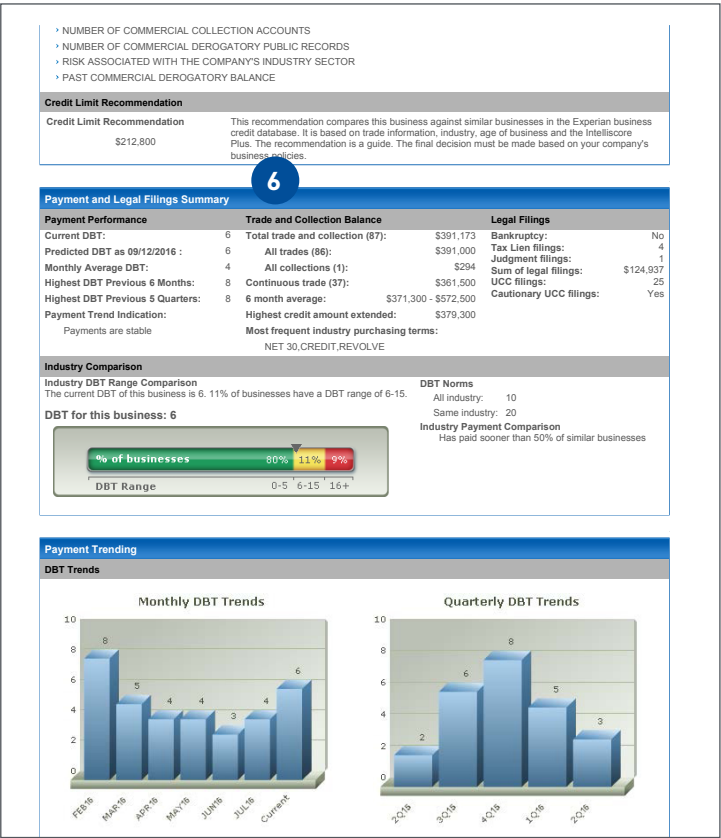 › NUMBER OF COMMERCIAL COLLECTION ACCOUNTS
› NUMBER OF COMMERCIAL DEROGATORY PUBLIC RECORDS
› RISK ASSOCIATED WITH THE COMPANY'S INDUSTRY SECTOR
› PAST COMMERCIAL DEROGATORY BALANCE
Credit Limit Recommendation
Credit Limit Recommendation
$212,800
This recommendation compares this business against similar businesses in the Experian business
credit database. It is based on trade information, industry, age of business and the Intelliscore
Plus. The recommendation is a guide. The final decision must be made based on your company's
business policies.
6
Payment and Legal Filings Summary
Payment Performance
Current DBT: 6
Predicted DBT as 09/12/2016 : 6
Monthly Average DBT: 4
Highest DBT Previous 6 Months: 8
Highest DBT Previous 5 Quarters: 8
Payment Trend Indication:
Payments are stable
Trade and Collection Balance
Total trade and collection (87): $391,173
All trades (86): $391,000
All collections (1): $294
Continuous trade (37): $361,500
6 month average: $371,300 - $572,500
Highest credit amount extended: $379,300
Most frequent industry purchasing terms:
NET 30,CREDIT,REVOLVE
Legal Filings
Bankruptcy: No
Tax Lien filings: 4
Judgment filings: 1
Sum of legal filings: $124,937
UCC filings: 25
Cautionary UCC filings: Yes
Industry Comparison
Industry DBT Range Comparison
The current DBT of this business is 6. 11% of businesses have a DBT range of 6-15.
DBT for this business: 6
% of businesses 80% 11% 9%
DBT Range 0-5 6-15 16+
DBT Norms
All industry: 10
Same industry: 20
Industry Payment Comparison
Has paid sooner than 50% of similar businesses
Payment Trending
DBT Trends
Monthly DBT Trends
10
8
6
4
2
0
8
5
4
4
3
4
6
FEB16
MAR16
APR16
MAY16
JUN16
JUL16
Current
Quarterly DBT Trends
10
8
6
4
2
0
2
6
8
5
3
2Q15
3Q15
4Q15
1Q16
2Q16